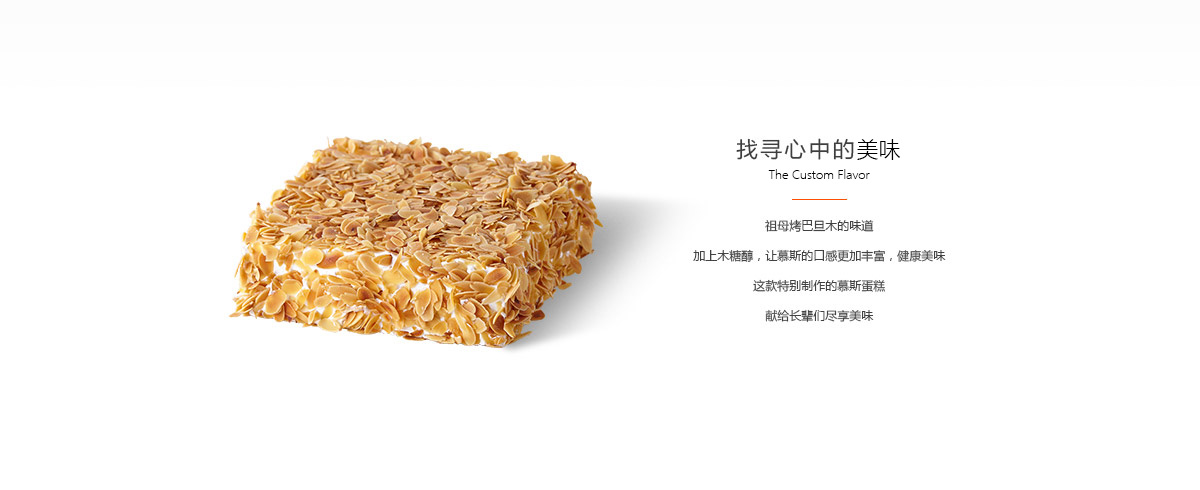 找寻心中的美味
The Custom Flavor
祖母烤巴旦木的味道
加上木糖醇，让慕斯的口感更加丰富，健康美味
这款特别制作的慕斯蛋糕
献给长辈们尽享美味